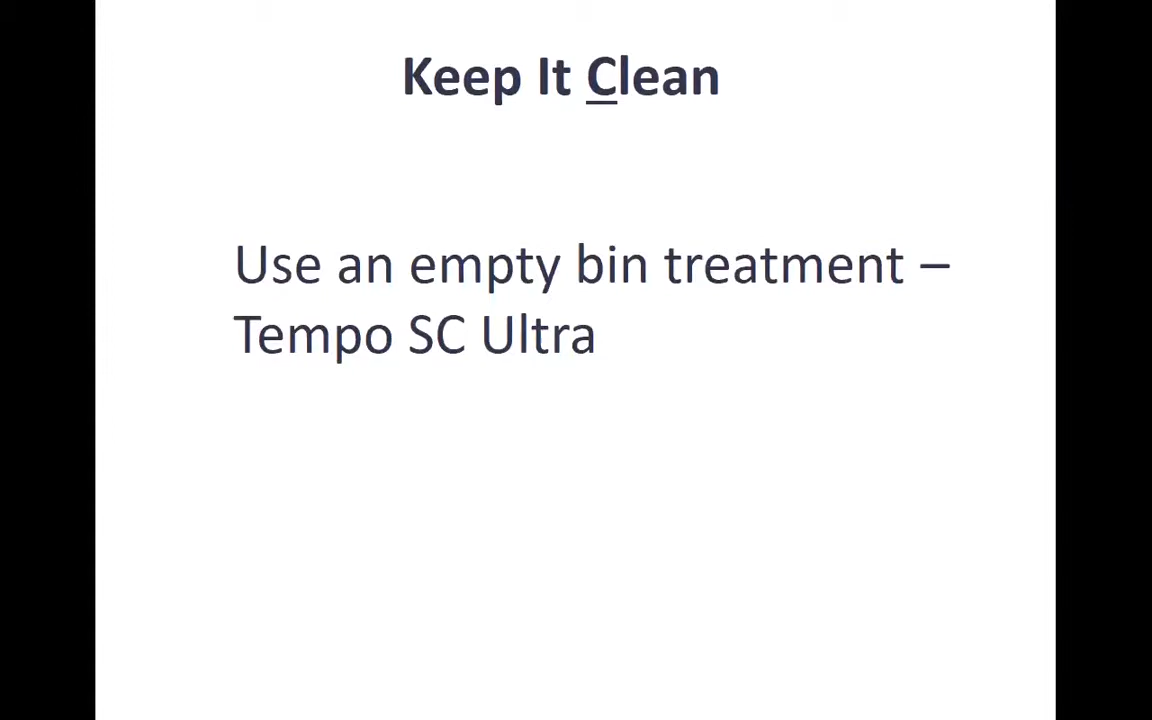 Keep It Clean
Use an empty bin treatment –
Tempo SC Ultra